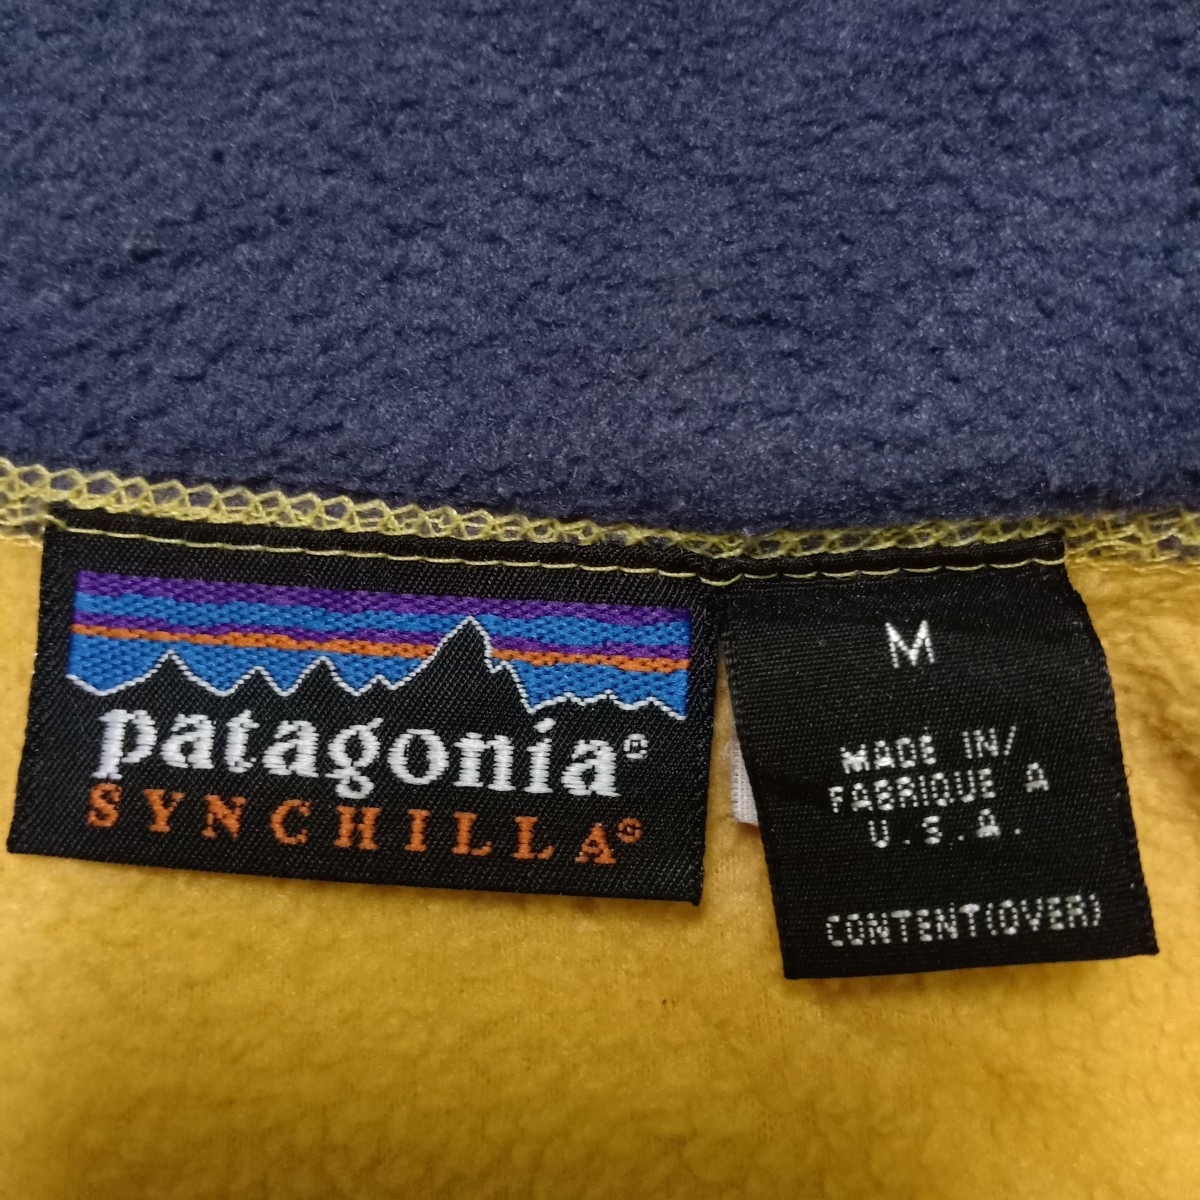 patagonia®
SYNCHILLA®
M
MADE IN/
FABRIQUE A
U.S.A.
CONTENT(OVER)